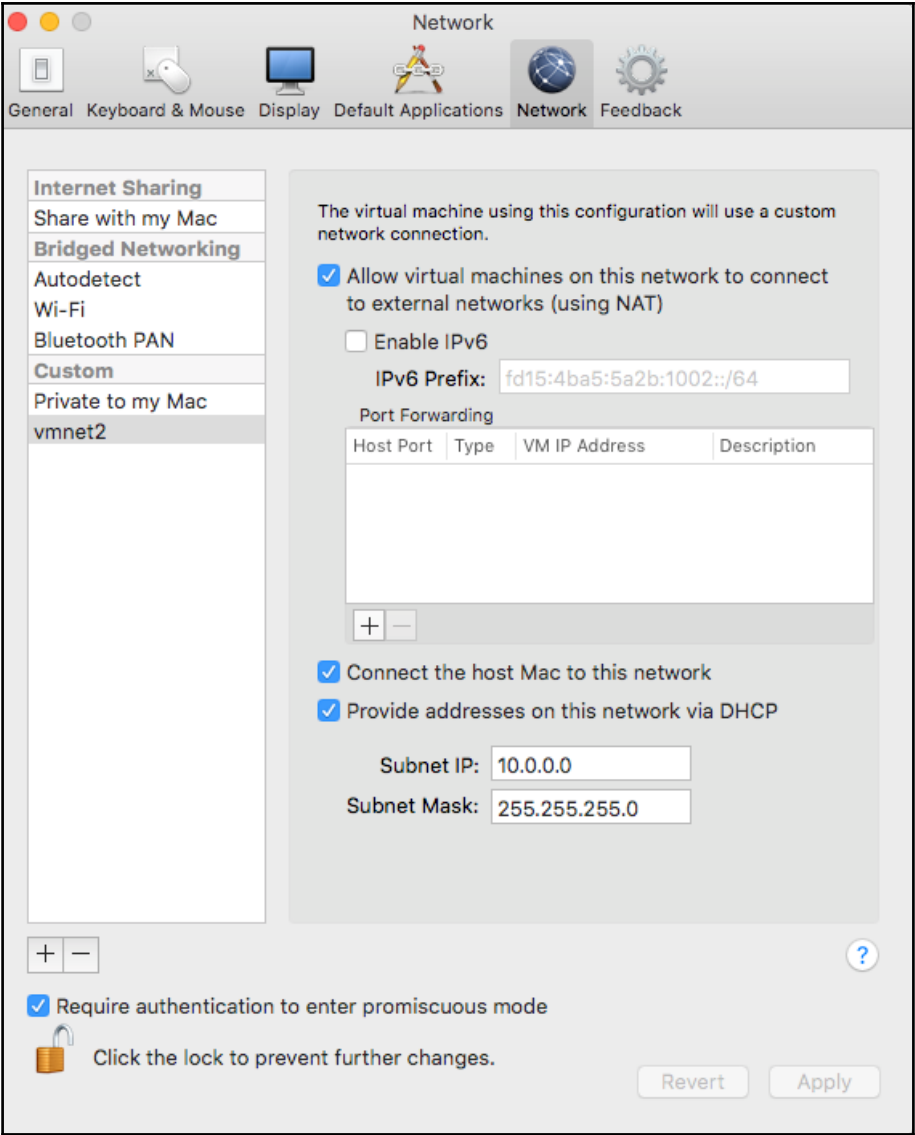 Network
General Keyboard & Mouse Display Default Applications Network Feedback
Internet Sharing
Share with my Mac
Bridged Networking
Autodetect
Wi-Fi
Bluetooth PAN
Custom
Private to my Mac
vmnet2
The virtual machine using this configuration will use a custom
network connection.
Allow virtual machines on this network to connect
to external networks (using NAT)
Enable IPv6
IPv6 Prefix: fd15:4ba5:5a2b:1002::/64
Port Forwarding
Host Port Type VM IP Address Description
+ −
Connect the host Mac to this network
Provide addresses on this network via DHCP
Subnet IP: 10.0.0.0
Subnet Mask: 255.255.255.0
+ − ?
Require authentication to enter promiscuous mode
Click the lock to prevent further changes.
Revert Apply